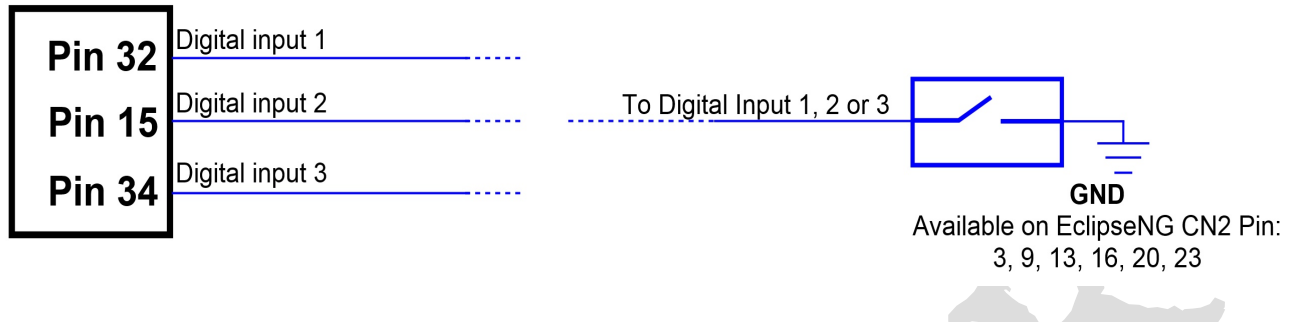 Pin 32
Digital input 1
Pin 15
Digital input 2
Pin 34
Digital input 3
To Digital Input 1, 2 or 3
GND
Available on EclipseNG CN2 Pin:
3, 9, 13, 16, 20, 23